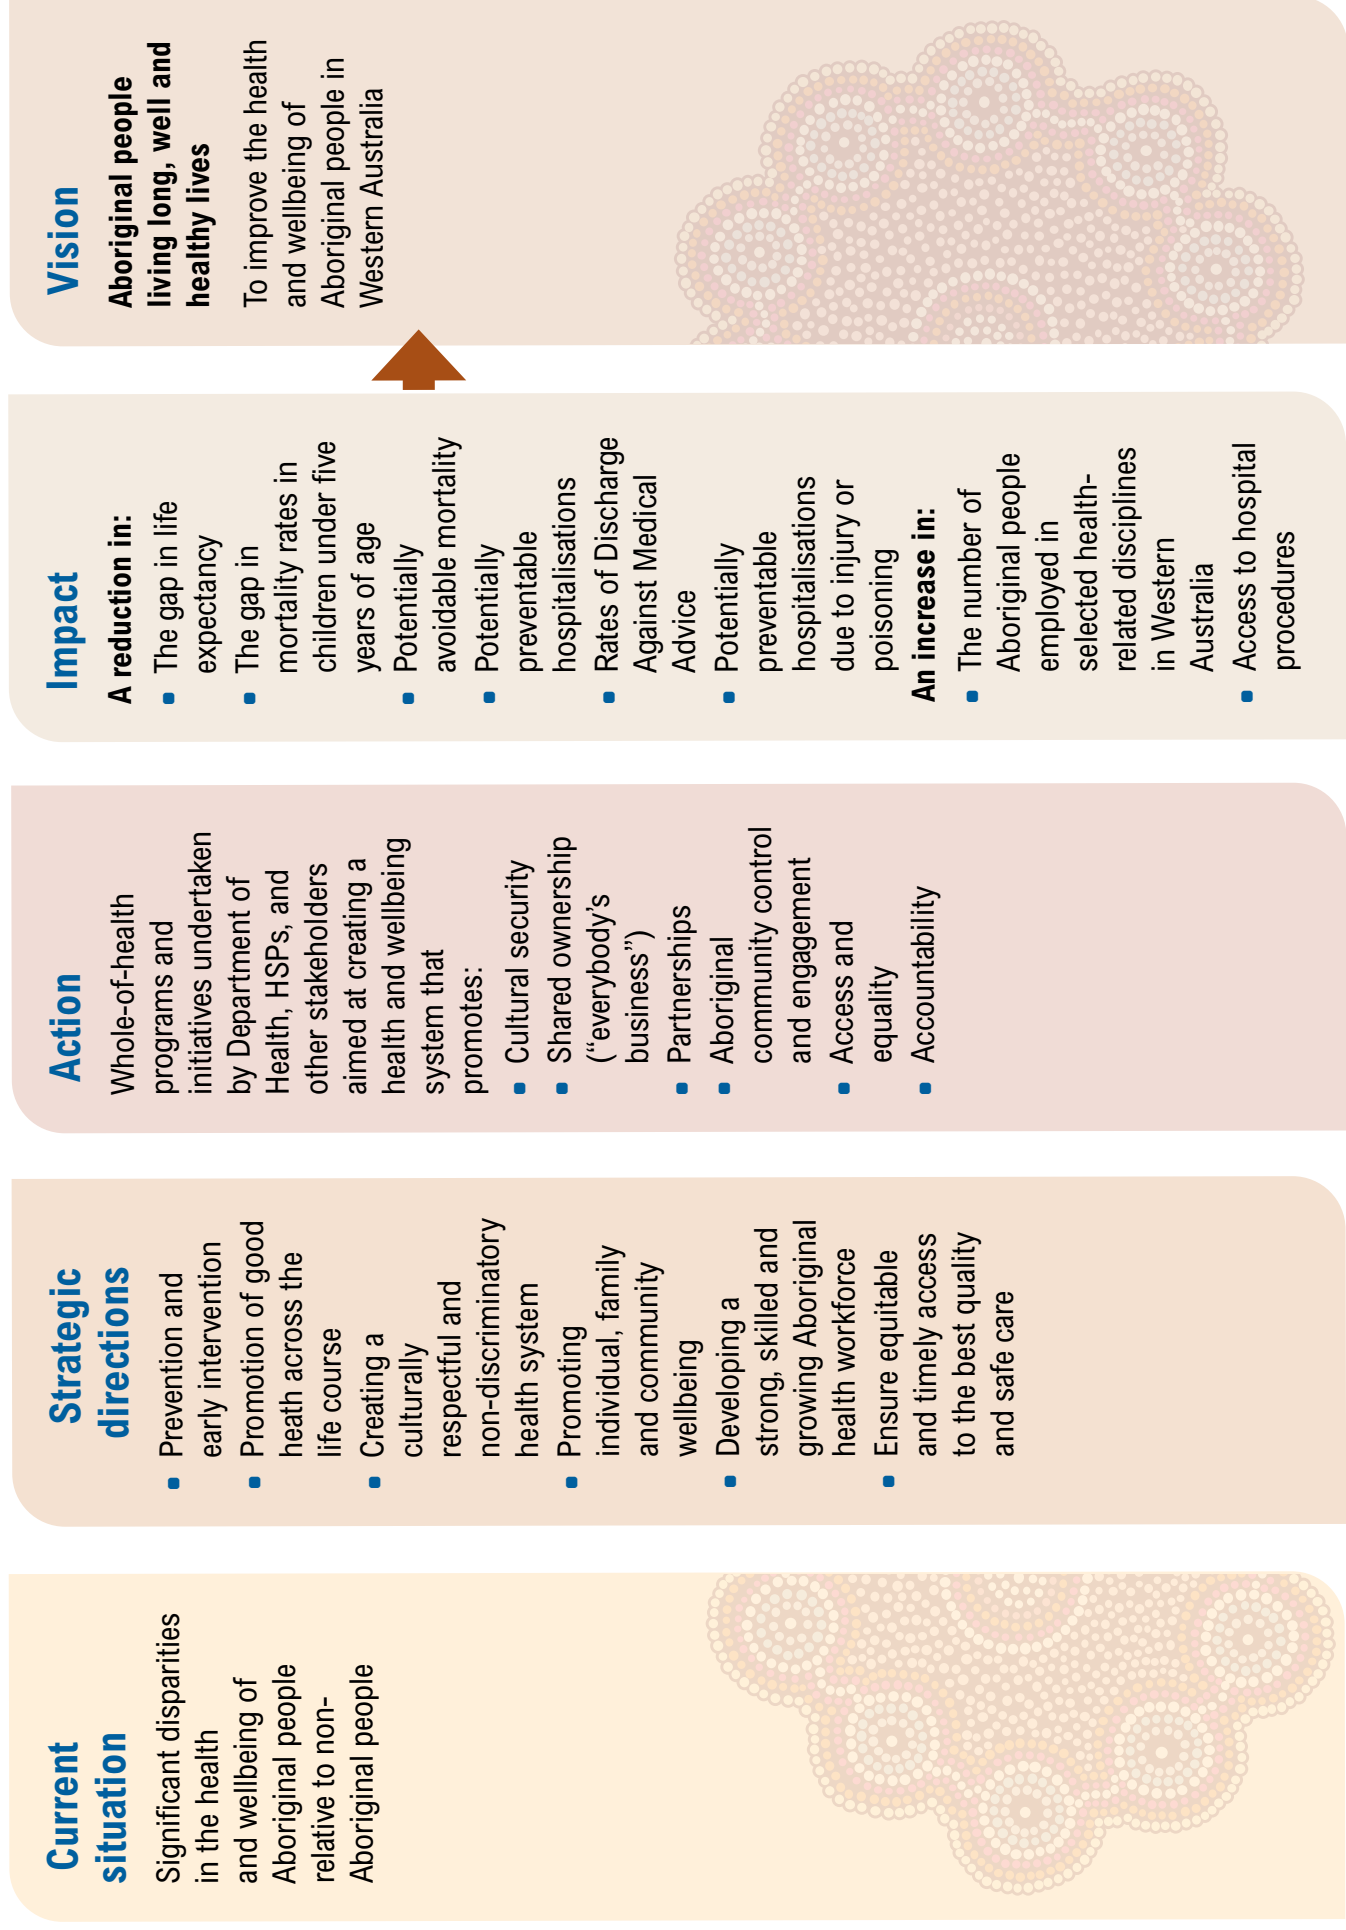 Current
situation
Significant disparities
in the health
and wellbeing of
Aboriginal people
relative to non-
Aboriginal people
Strategic
directions
▪ Prevention and
early intervention
▪ Promotion of good
heath across the
life course
▪ Creating a
culturally
respectful and
non-discriminatory
health system
▪ Promoting
individual, family
and community
wellbeing
▪ Developing a
strong, skilled and
growing Aboriginal
health workforce
▪ Ensure equitable
and timely access
to the best quality
and safe care
Action
Whole-of-health
programs and
initiatives undertaken
by Department of
Health, HSPs, and
other stakeholders
aimed at creating a
health and wellbeing
system that
promotes:
▪ Cultural security
▪ Shared ownership
(“everybody’s
business”)
▪ Partnerships
▪ Aboriginal
community control
and engagement
▪ Access and
equality
▪ Accountability
Impact
A reduction in:
▪ The gap in life
expectancy
▪ The gap in
mortality rates in
children under five
years of age
▪ Potentially
avoidable mortality
▪ Potentially
preventable
hospitalisations
▪ Rates of Discharge
Against Medical
Advice
▪ Potentially
preventable
hospitalisations
due to injury or
poisoning
An increase in:
▪ The number of
Aboriginal people
employed in
selected health-
related disciplines
in Western
Australia
▪ Access to hospital
procedures
Vision
Aboriginal people
living long, well and
healthy lives
To improve the health
and wellbeing of
Aboriginal people in
Western Australia